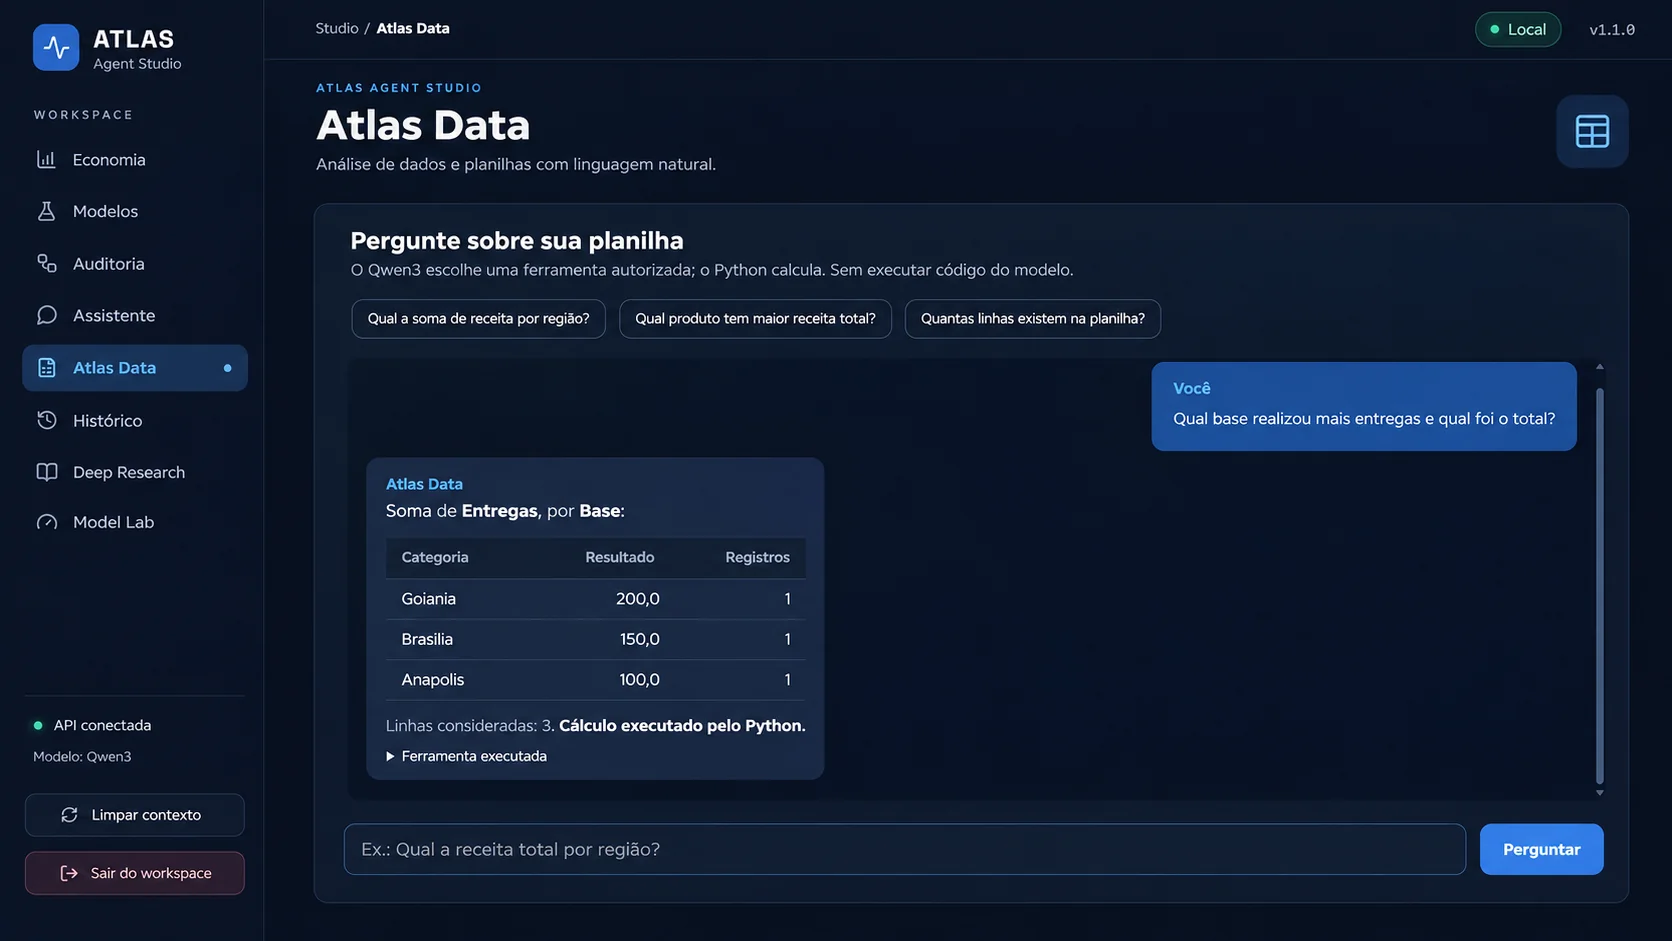 ATLAS
Agent Studio
WORKSPACE
Economia
Modelos
Auditoria
Assistente
Atlas Data
Histórico
Deep Research
Model Lab
API conectada
Modelo: Qwen3
Limpar contexto
Sair do workspace
Studio / Atlas Data
Local
v1.1.0
ATLAS AGENT STUDIO
Atlas Data
Análise de dados e planilhas com linguagem natural.
Pergunte sobre sua planilha
O Qwen3 escolhe uma ferramenta autorizada; o Python calcula. Sem executar código do modelo.
Qual a soma de receita por região?
Qual produto tem maior receita total?
Quantas linhas existem na planilha?
Você
Qual base realizou mais entregas e qual foi o total?
Atlas Data
Soma de Entregas, por Base:
Categoria Resultado Registros
Goiania 200,0 1
Brasilia 150,0 1
Anapolis 100,0 1
Linhas consideradas: 3. Cálculo executado pelo Python.
Ferramenta executada
Ex.: Qual a receita total por região?
Perguntar